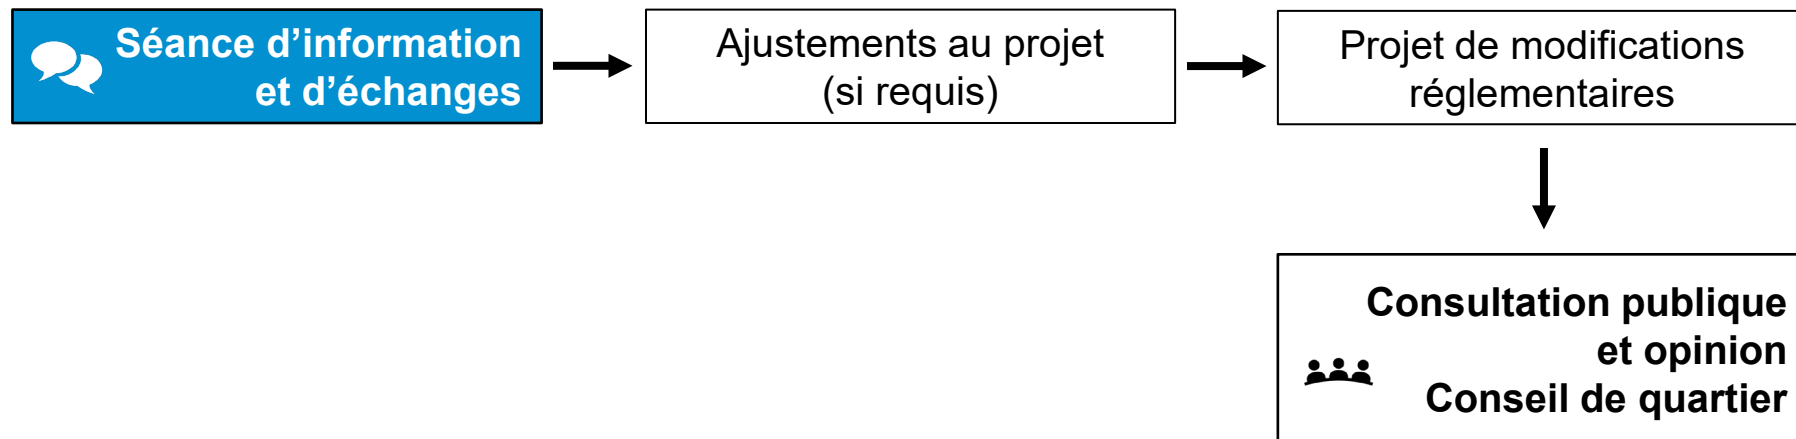 Séance d’information
et d’échanges
Ajustements au projet
(si requis)
Projet de modifications
réglementaires
Consultation publique
et opinion
Conseil de quartier